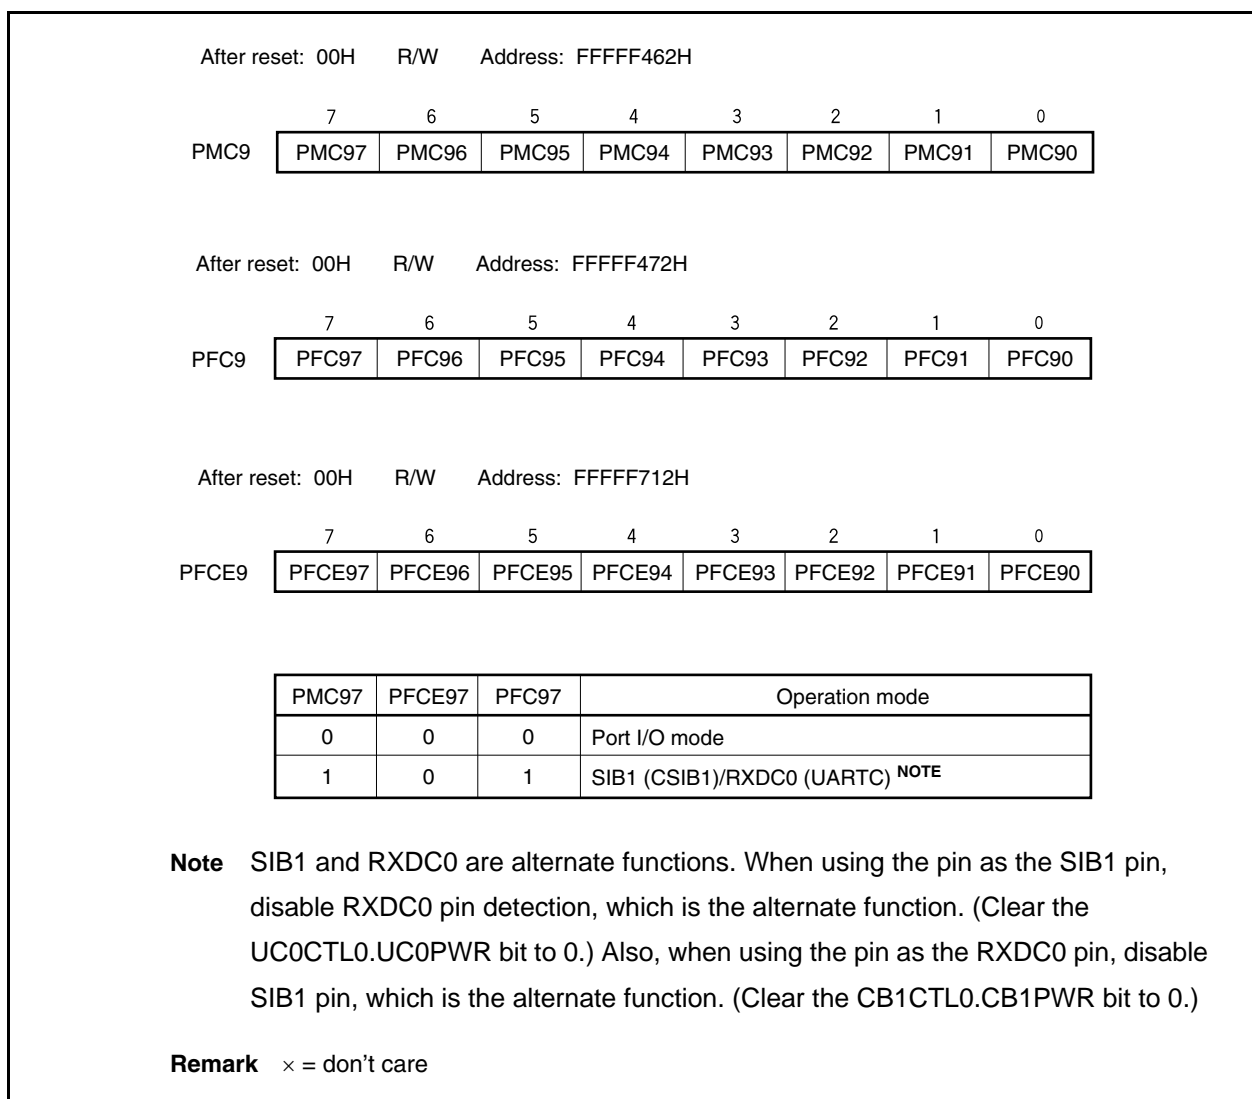 After reset: 00H R/W Address: FFFFF462H
7 6 5 4 3 2 1 0
PMC9 PMC97 PMC96 PMC95 PMC94 PMC93 PMC92 PMC91 PMC90
After reset: 00H R/W Address: FFFFF472H
7 6 5 4 3 2 1 0
PFC9 PFC97 PFC96 PFC95 PFC94 PFC93 PFC92 PFC91 PFC90
After reset: 00H R/W Address: FFFFF712H
7 6 5 4 3 2 1 0
PFCE9 PFCE97 PFCE96 PFCE95 PFCE94 PFCE93 PFCE92 PFCE91 PFCE90
PMC97 PFCE97 PFC97 Operation mode
0 0 0 Port I/O mode
1 0 1 SIB1 (CSIB1)/RXDC0 (UARTC) NOTE
Note SIB1 and RXDC0 are alternate functions. When using the pin as the SIB1 pin,
disable RXDC0 pin detection, which is the alternate function. (Clear the
UC0CTL0.UC0PWR bit to 0.) Also, when using the pin as the RXDC0 pin, disable
SIB1 pin, which is the alternate function. (Clear the CB1CTL0.CB1PWR bit to 0.)
Remark × = don't care